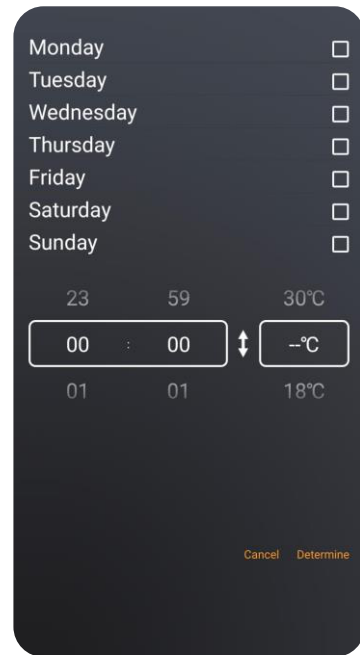 Monday
Tuesday
Wednesday
Thursday
Friday
Saturday
Sunday
23 59 30℃
00 : 00 --℃
01 01 18℃
Cancel Determine